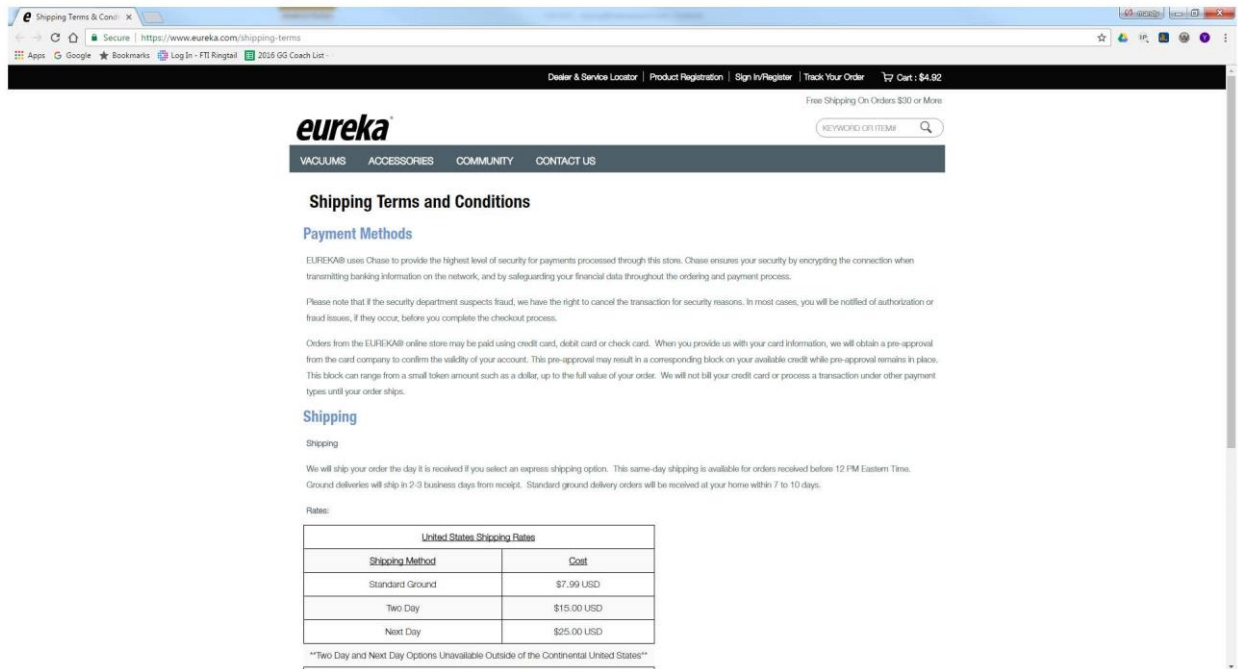 Shipping Terms & Condi
Secure | https://www.eureka.com/shipping-terms
Apps Google Bookmarks Log In - FTI Ringtail 2016 GG Coach List -
Dealer & Service Locator | Product Registration | Sign In/Register | Track Your Order Cart : $4.92
Free Shipping On Orders $30 or More
eureka
KEYWORD OR ITEM#
VACUUMS ACCESSORIES COMMUNITY CONTACT US
Shipping Terms and Conditions
Payment Methods
EUREKA® uses Chase to provide the highest level of security for payments processed through this store. Chase ensures your security by encrypting the connection when
transmitting banking information on the network, and by safeguarding your financial data throughout the ordering and payment process.
Please note that if the security department suspects fraud, we have the right to cancel the transaction for security reasons. In most cases, you will be notified of authorization or
fraud issues, if they occur, before you complete the checkout process.
Orders from the EUREKA® online store may be paid using credit card, debit card or check card. When you provide us with your card information, we will obtain a pre-approval
from the card company to confirm the validity of your account. This pre-approval may result in a corresponding block on your available credit while pre-approval remains in place.
This block can range from a small token amount such as a dollar, up to the full value of your order. We will not bill your credit card or process a transaction under other payment
types until your order ships.
Shipping
Shipping
We will ship your order the day it is received if you select an express shipping option. This same-day shipping is available for orders received before 12 PM Eastern Time.
Ground deliveries will ship in 2-3 business days from receipt. Standard ground delivery orders will be received at your home within 7 to 10 days.
Rates:
United States Shipping Rates
Shipping Method Cost
Standard Ground $7.99 USD
Two Day $15.00 USD
Next Day $25.00 USD
**Two Day and Next Day Options Unavailable Outside of the Continental United States**